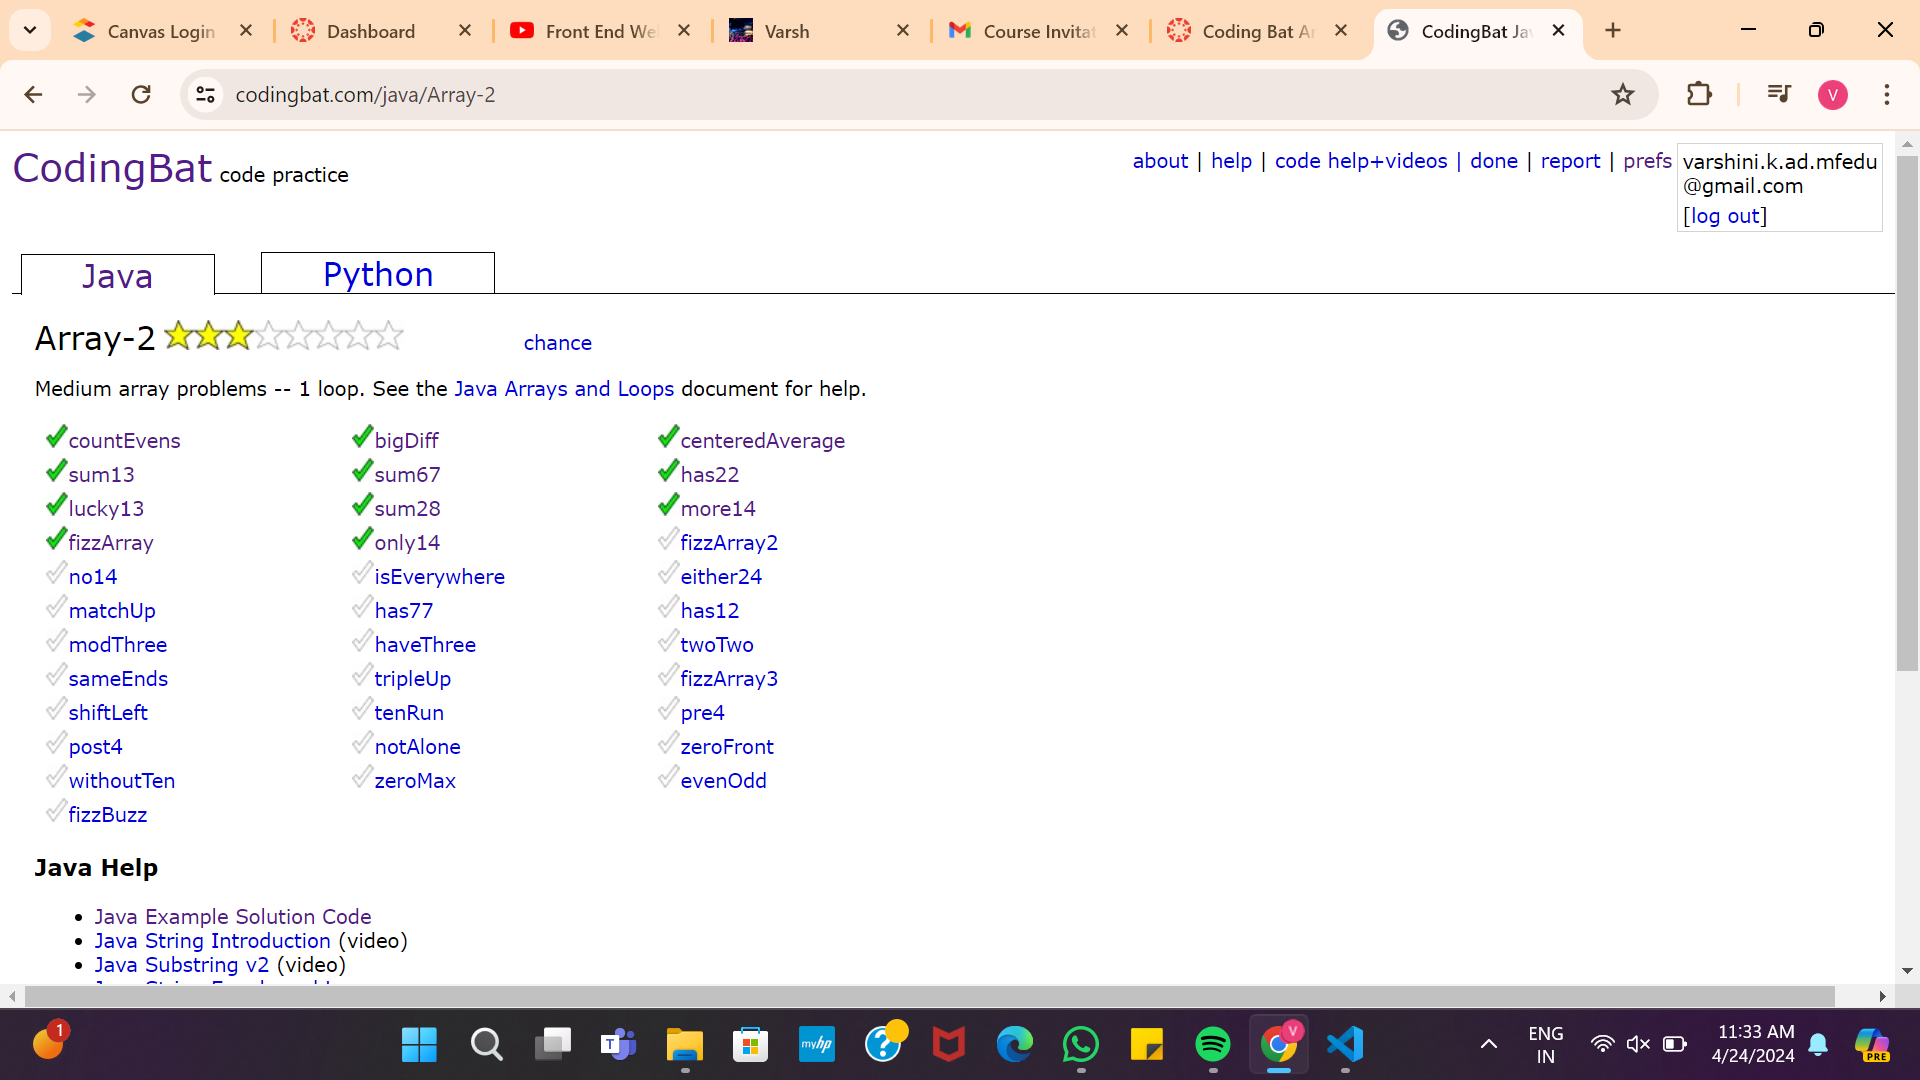 Canvas Login
Dashboard
Front End We
Varsh
Course Invitat
Coding Bat Ar
CodingBat Ja
codingbat.com/java/Array-2
V
CodingBat code practice
about | help | code help+videos | done | report | prefs
varshini.k.ad.mfedu
@gmail.com
[log out]
Java
Python
Array-2
chance
Medium array problems -- 1 loop. See the Java Arrays and Loops document for help.
countEvens bigDiff centeredAverage
sum13 sum67 has22
lucky13 sum28 more14
fizzArray only14 fizzArray2
no14 isEverywhere either24
matchUp has77 has12
modThree haveThree twoTwo
sameEnds tripleUp fizzArray3
shiftLeft tenRun pre4
post4 notAlone zeroFront
withoutTen zeroMax evenOdd
fizzBuzz
Java Help
• Java Example Solution Code
• Java String Introduction (video)
• Java Substring v2 (video)
1
T
myhp
?
V
ENG
IN
11:33 AM
4/24/2024
PRE